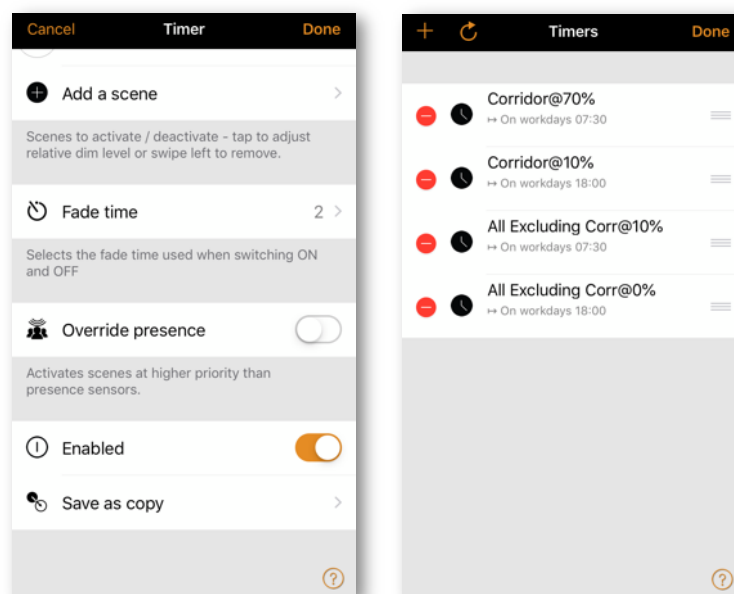 Cancel Timer Done
Add a scene
Scenes to activate / deactivate - tap to adjust
relative dim level or swipe left to remove.
Fade time 2
Selects the fade time used when switching ON
and OFF
Override presence
Activates scenes at higher priority than
presence sensors.
Enabled
Save as copy
?
+ Timers Done
Corridor@70%
↦ On workdays 07:30
Corridor@10%
↦ On workdays 18:00
All Excluding Corr@10%
↦ On workdays 07:30
All Excluding Corr@0%
↦ On workdays 18:00
?